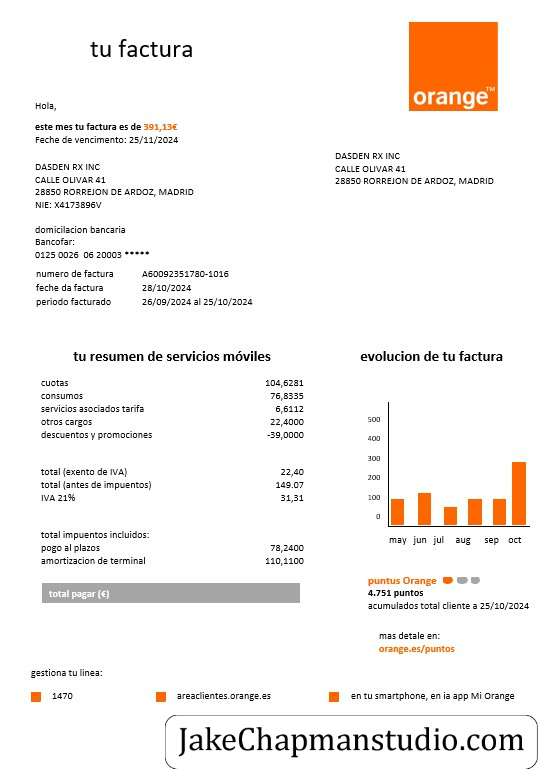 tu factura
orange™
Hola,
este mes tu factura es de 391,13€
Feche de vencimento: 25/11/2024
DASDEN RX INC
CALLE OLIVAR 41
28850 RORREJON DE ARDOZ, MADRID
NIE: X4173896V
DASDEN RX INC
CALLE OLIVAR 41
28850 RORREJON DE ARDOZ, MADRID
domicilacion bancaria
Bancofar:
0125 0026 06 20003 *****
numero de factura A60092351780-1016
feche da factura 28/10/2024
periodo facturado 26/09/2024 al 25/10/2024
tu resumen de servicios móviles
cuotas 104,6281
consumos 76,8335
servicios asociados tarifa 6,6112
otros cargos 22,4000
descuentos y promociones -39,0000
total (exento de IVA) 22,40
total (antes de impuentos) 149.07
IVA 21% 31,31
total impuentos incluidos:
pogo al plazos 78,2400
amortizacion de terminal 110,1100
total pagar (€)
evolucion de tu factura
500
400
300
200
100
0
may jun jul aug sep oct
puntus Orange
4.751 puntos
acumulados total cliente a 25/10/2024
mas detale en:
orange.es/puntos
gestiona tu linea:
1470
areaclientes.orange.es
en tu smartphone, en ia app Mi Orange
JakeChapmanstudio.com